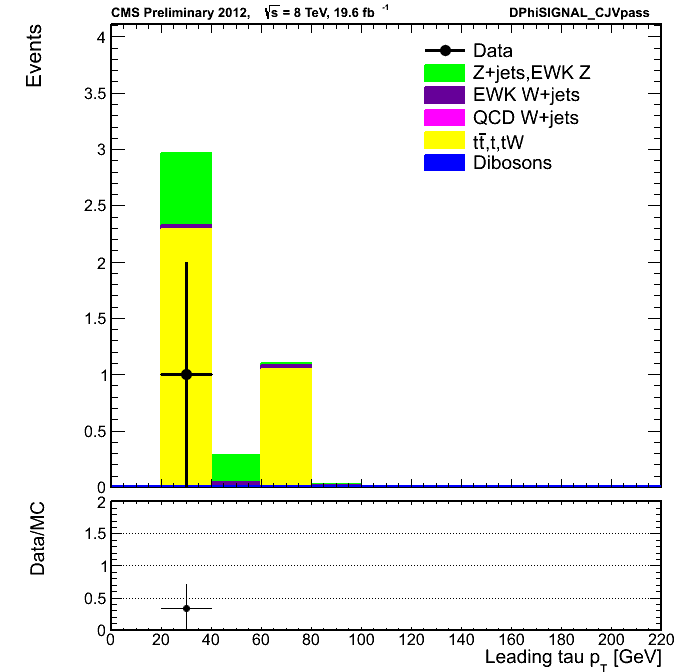 CMS Preliminary 2012, √s = 8 TeV, 19.6 fb⁻¹ DPhiSIGNAL_CJVpass
Events
4
3.5
3
2.5
2
1.5
1
0.5
0
Data
Z+jets,EWK Z
EWK W+jets
QCD W+jets
tt̄,t,tW
Dibosons
Data/MC
2
1.5
1
0.5
0
0 20 40 60 80 100 120 140 160 180 200 220
Leading tau p_T [GeV]